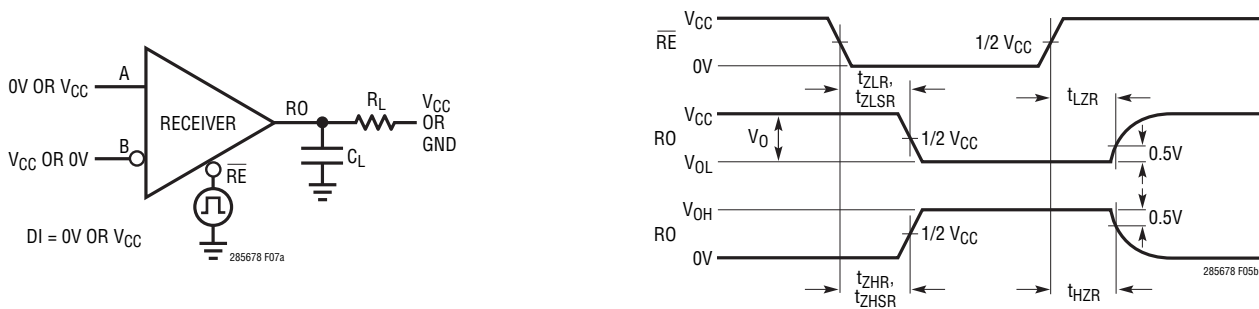 0V OR VCC
A
VCC OR 0V
B
RECEIVER
RO
RL
VCC
OR
GND
CL
RE
DI = 0V OR VCC
285678 F07a
VCC
RE
0V
1/2 VCC
tZLR,
tZLSR
tLZR
VCC
RO
VO
1/2 VCC
VOL
0.5V
VOH
0.5V
RO
1/2 VCC
0V
tZHR,
tZHSR
tHZR
285678 F05b